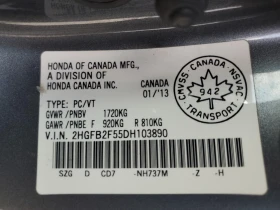 HONDA OF CANADA MFG.,
A DIVISION OF
HONDA CANADA INC. CANADA
01/'13
TYPE: PC/VT
GVWR /PNBV 1720KG
GAWR /PNBE F 920KG R 810KG
V.I.N. 2HGFB2F55DH103890
SZG D CD7 -NH737M -Z -H
CMVSS·CANADA·NSVAC
942
TRANSPORT